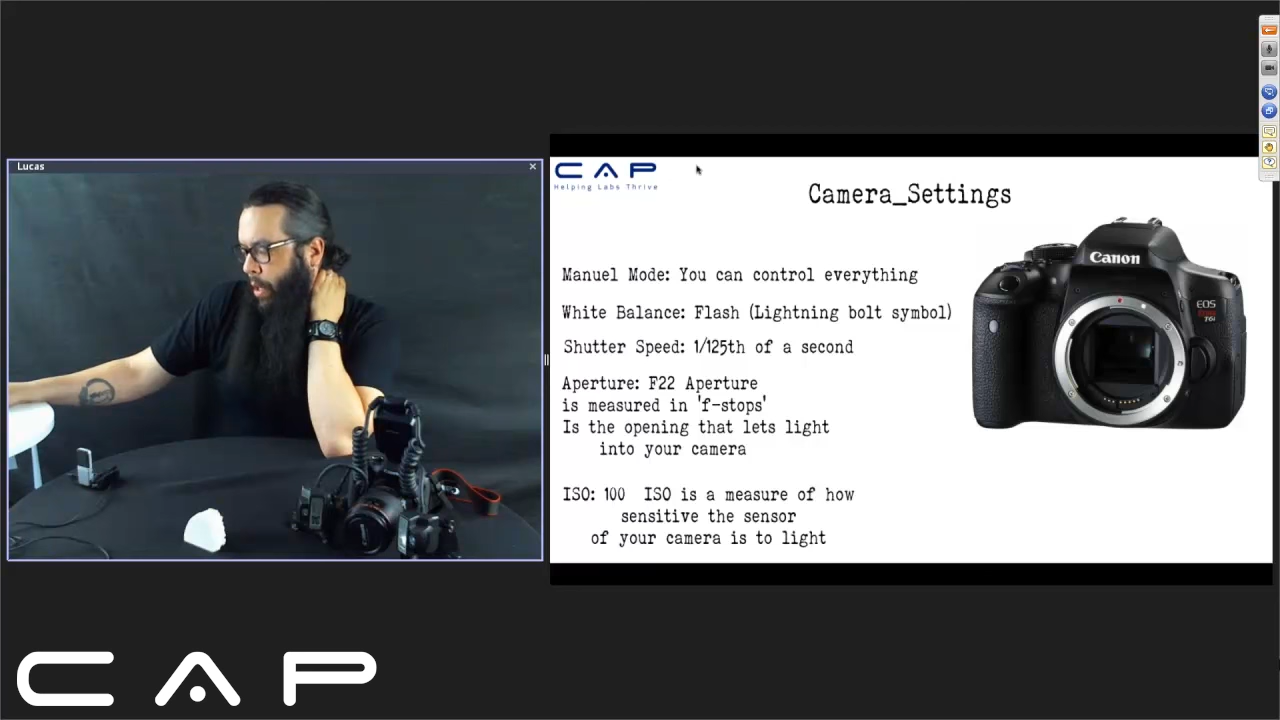 Lucas
CAP
Helping Labs Thrive
Camera_Settings
Manuel Mode: You can control everything
White Balance: Flash (Lightning bolt symbol)
Shutter Speed: 1/125th of a second
Aperture: F22 Aperture
is measured in 'f-stops'
Is the opening that lets light
into your camera
ISO: 100 ISO is a measure of how
sensitive the sensor
of your camera is to light
Canon
EOS
CAP